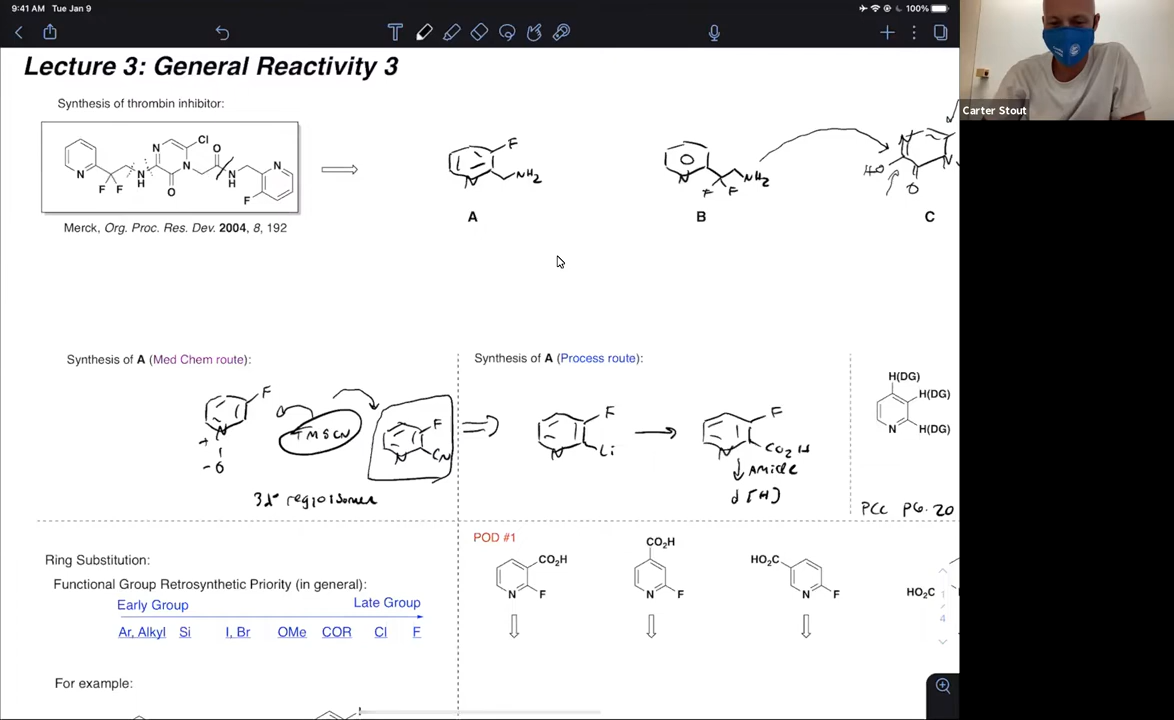 9:41 AM Tue Jan 9
100%
Carter Stout
Lecture 3: General Reactivity 3
Synthesis of thrombin inhibitor:
N
F F
N
H
N
Cl
N
O
O
N
H
N
F
F
N
NH2
N
F F
NH2
HO
O
N
A
B
C
Merck, Org. Proc. Res. Dev. 2004, 8, 192
Synthesis of A (Med Chem route):
F
N
+
-O
TMSCN
F
N
CN
3:1 regioisomer
Synthesis of A (Process route):
F
N
Li
F
N
CO2H
↓ Amide
↓ [H]
H(DG)
H(DG)
N
H(DG)
PCC PG. 20
Ring Substitution:
Functional Group Retrosynthetic Priority (in general):
Early Group
Late Group
Ar, Alkyl Si I, Br OMe COR Cl F
For example:
POD #1
CO2H
N
F
CO2H
N
F
HO2C
N
F
HO2C
1
/
4